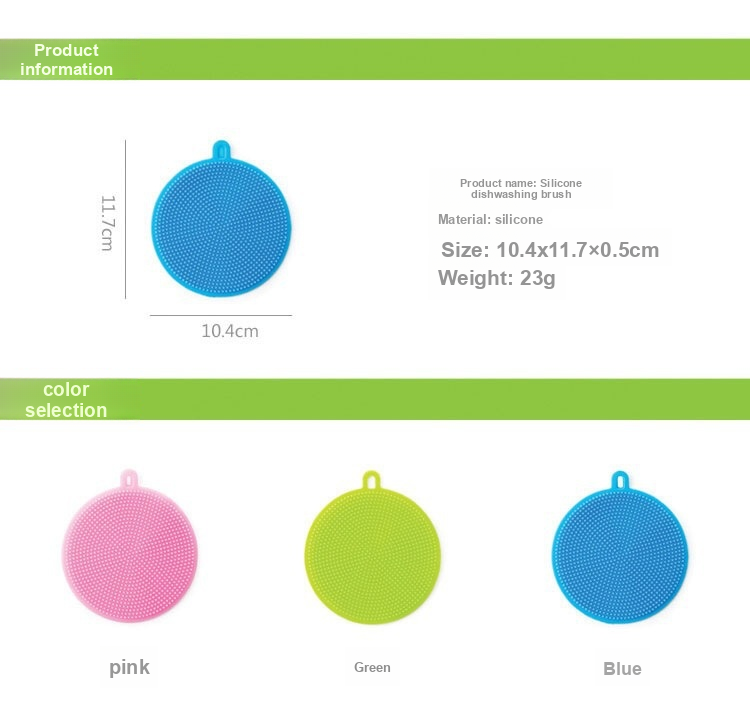 Product
information
11.7cm
10.4cm
Product name: Silicone
dishwashing brush
Material: silicone
Size: 10.4x11.7×0.5cm
Weight: 23g
color
selection
pink
Green
Blue